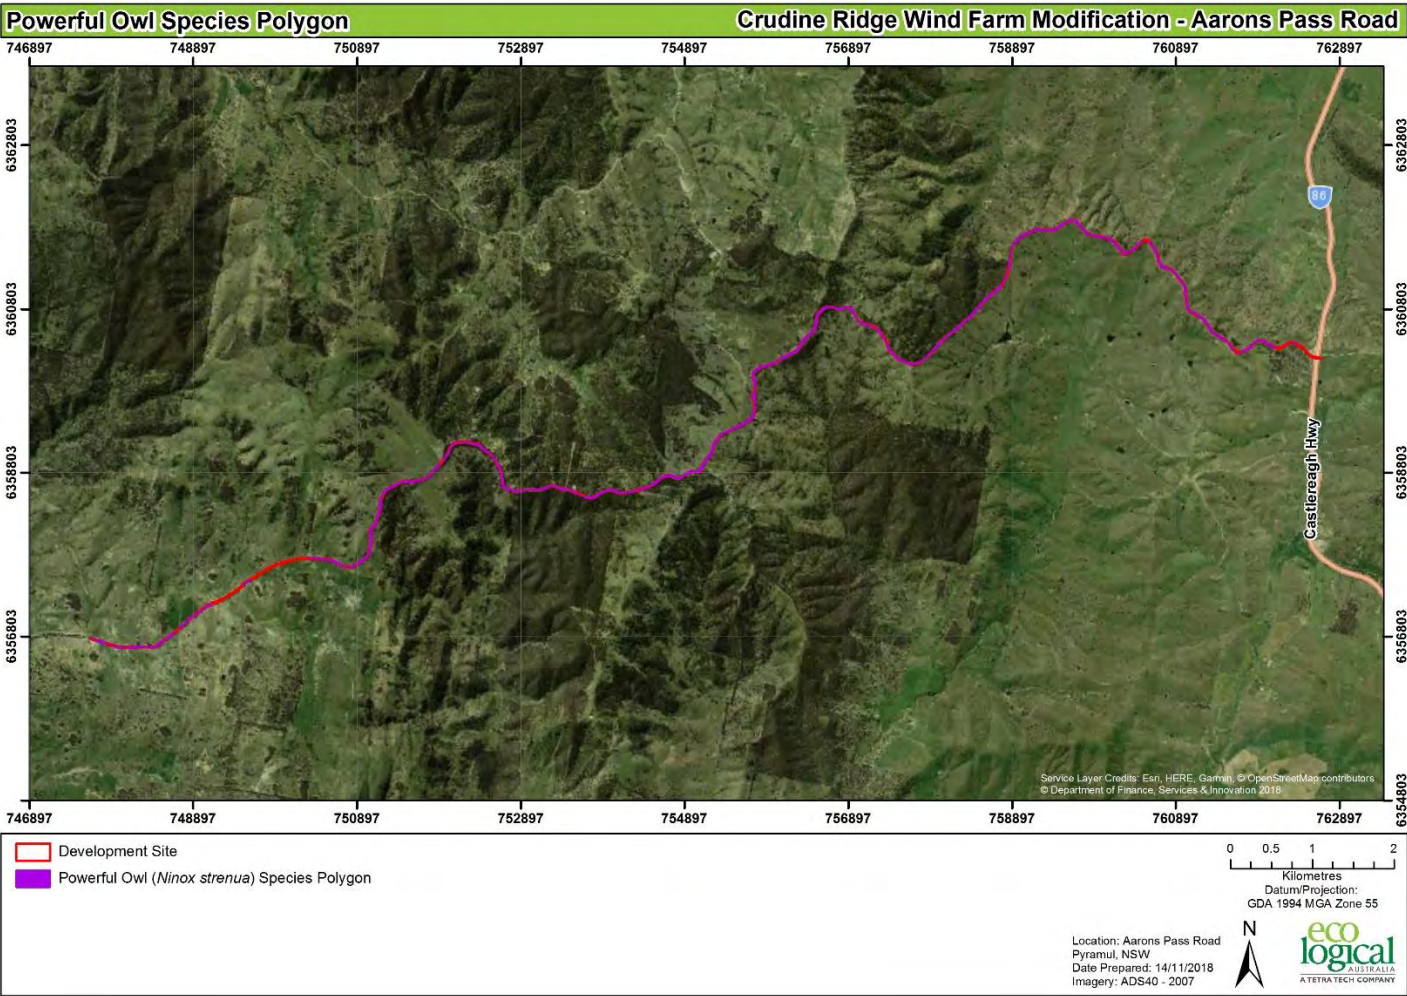 Powerful Owl Species Polygon
Crudine Ridge Wind Farm Modification - Aarons Pass Road
746897 748897 750897 752897 754897 756897 758897 760897 762897
6362803 6362803
86
6360803 6360803
Castlereagh Hwy
6358803 6358803
6356803 6356803
Service Layer Credits: Esri, HERE, Garmin, © OpenStreetMap contributors
© Department of Finance, Services & Innovation 2018
6354803
746897 748897 750897 752897 754897 756897 758897 760897 762897
Development Site
Powerful Owl (Ninox strenua) Species Polygon
0 0.5 1 2
Kilometres
Datum/Projection:
GDA 1994 MGA Zone 55
Location: Aarons Pass Road
Pyramul, NSW
Date Prepared: 14/11/2018
Imagery: ADS40 - 2007
N
eco
logical
AUSTRALIA
A TETRA TECH COMPANY